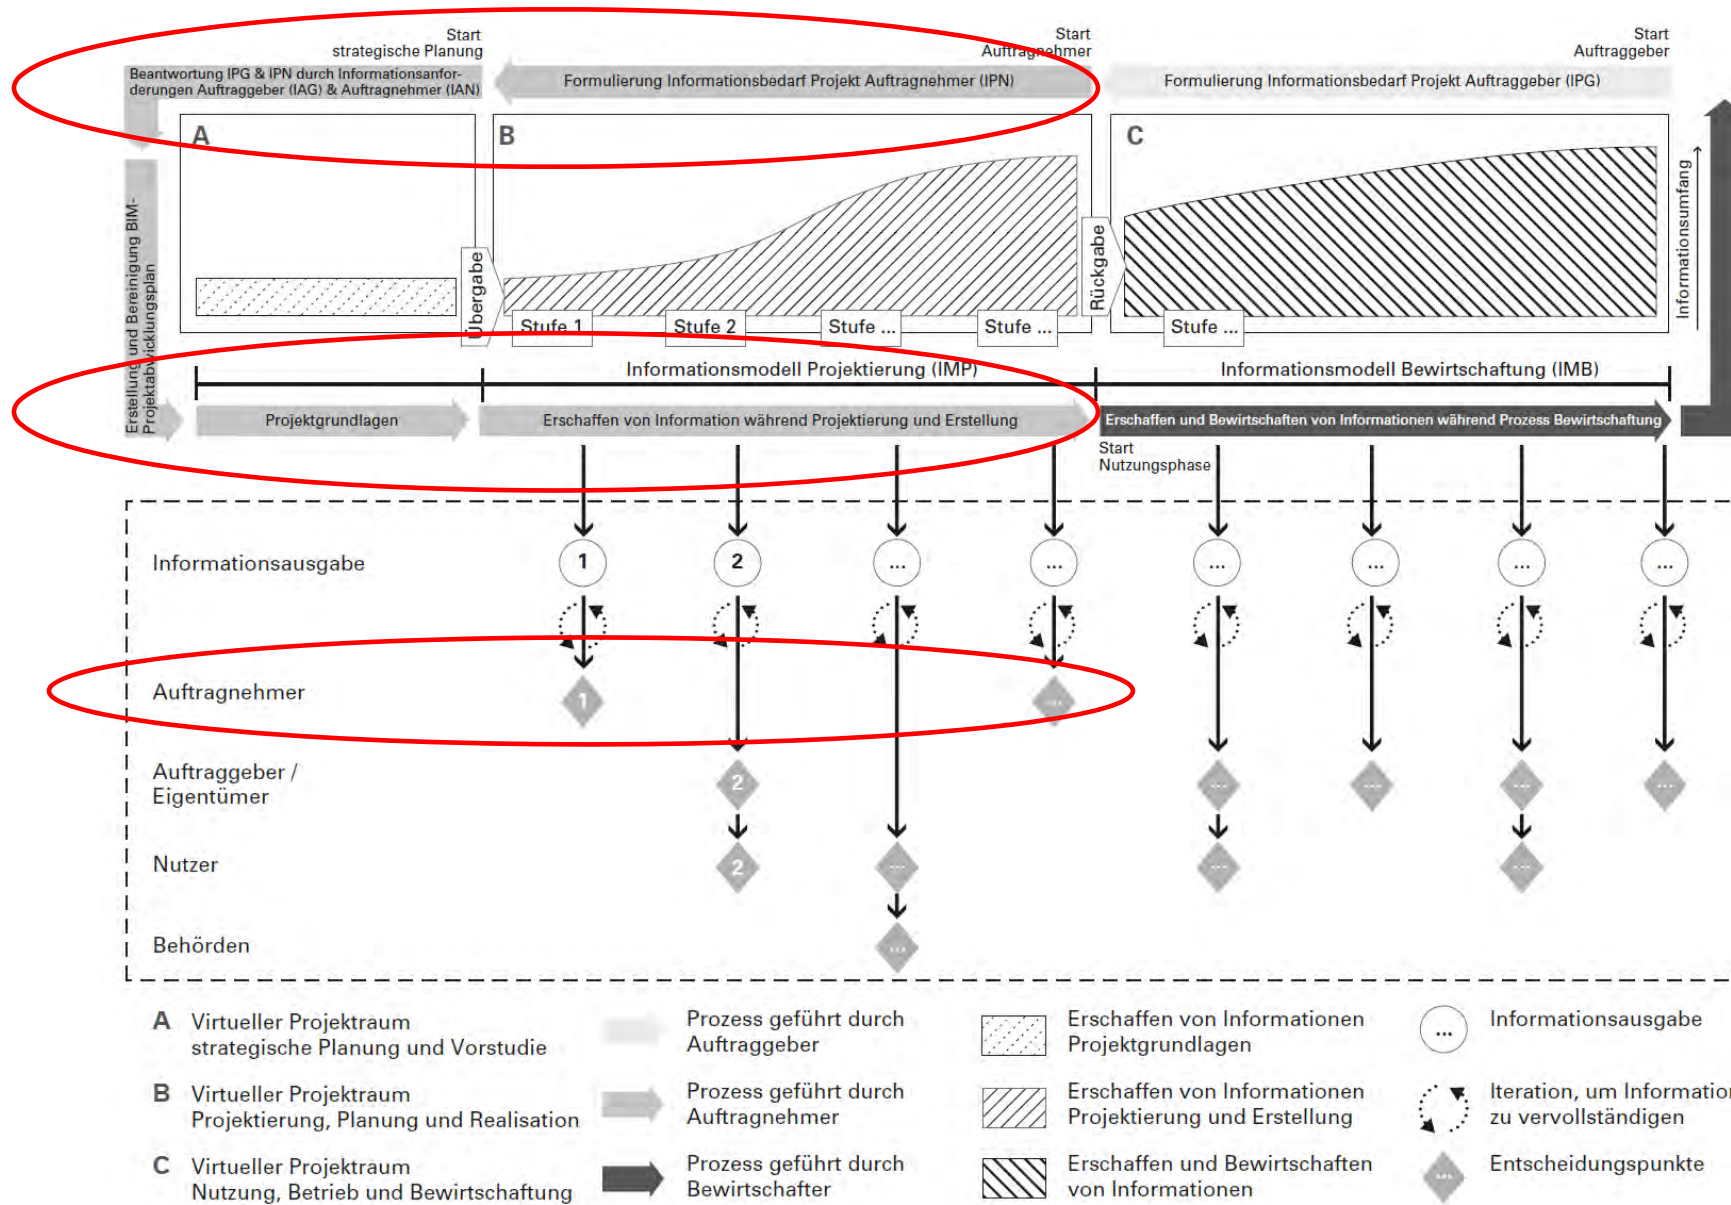 Start
strategische Planung
Start
Auftragnehmer
Start
Auftraggeber
Beantwortung IPG & IPN durch Informationsanfor-
derungen Auftraggeber (IAG) & Auftragnehmer (IAN)
Formulierung Informationsbedarf Projekt Auftragnehmer (IPN)
Formulierung Informationsbedarf Projekt Auftraggeber (IPG)
A
B
C
Erstellung und Bereinigung BIM-
Projektabwicklungsplan
Übergabe
Rückgabe
Informationsumfang
Stufe 1
Stufe 2
Stufe ...
Stufe ...
Stufe ...
Informationsmodell Projektierung (IMP)
Informationsmodell Bewirtschaftung (IMB)
Projektgrundlagen
Erschaffen von Information während Projektierung und Erstellung
Erschaffen und Bewirtschaften von Informationen während Prozess Bewirtschaftung
Start
Nutzungsphase
Informationsausgabe
1
2
...
...
...
...
...
...
Auftragnehmer
1
...
Auftraggeber /
Eigentümer
2
...
...
...
...
Nutzer
2
...
...
...
Behörden
...
A Virtueller Projektraum
strategische Planung und Vorstudie
B Virtueller Projektraum
Projektierung, Planung und Realisation
C Virtueller Projektraum
Nutzung, Betrieb und Bewirtschaftung
Prozess geführt durch
Auftraggeber
Prozess geführt durch
Auftragnehmer
Prozess geführt durch
Bewirtschafter
Erschaffen von Informationen
Projektgrundlagen
Erschaffen von Informationen
Projektierung und Erstellung
Erschaffen und Bewirtschaften
von Informationen
... Informationsausgabe
Iteration, um Information
zu vervollständigen
... Entscheidungspunkte